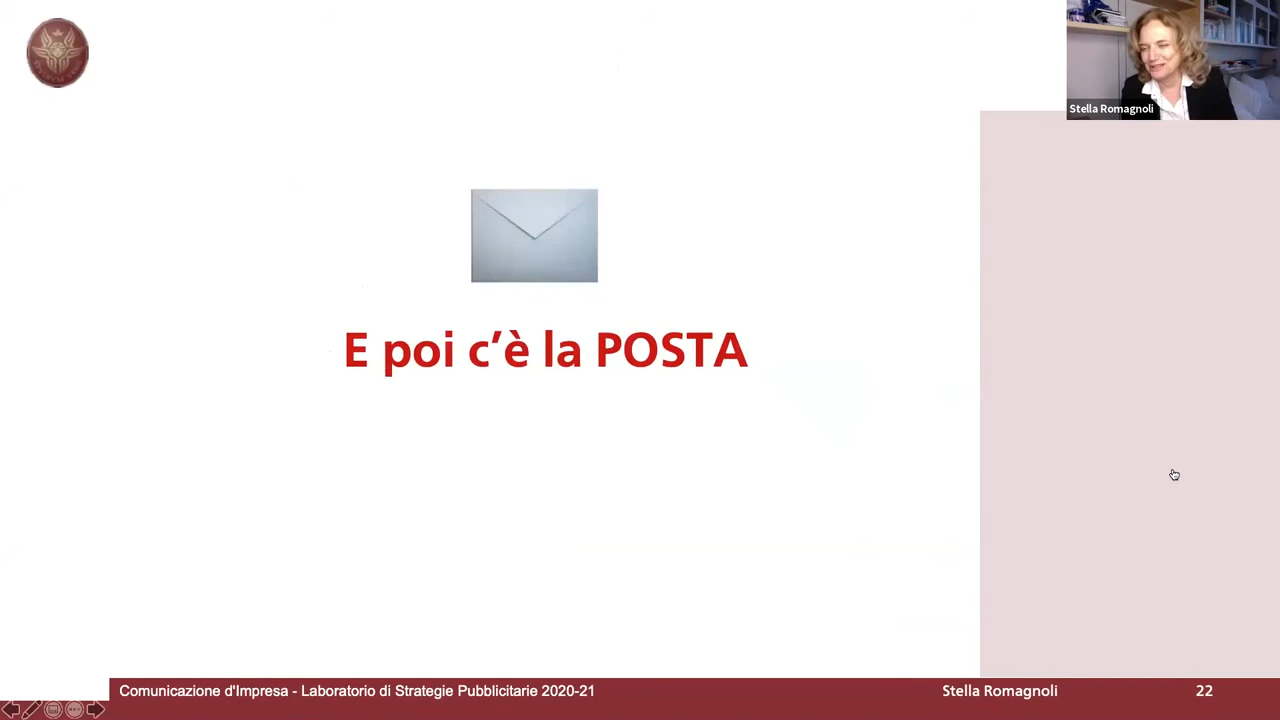 Stella Romagnoli
E poi c’è la POSTA
Comunicazione d'Impresa - Laboratorio di Strategie Pubblicitarie 2020-21
Stella Romagnoli
22